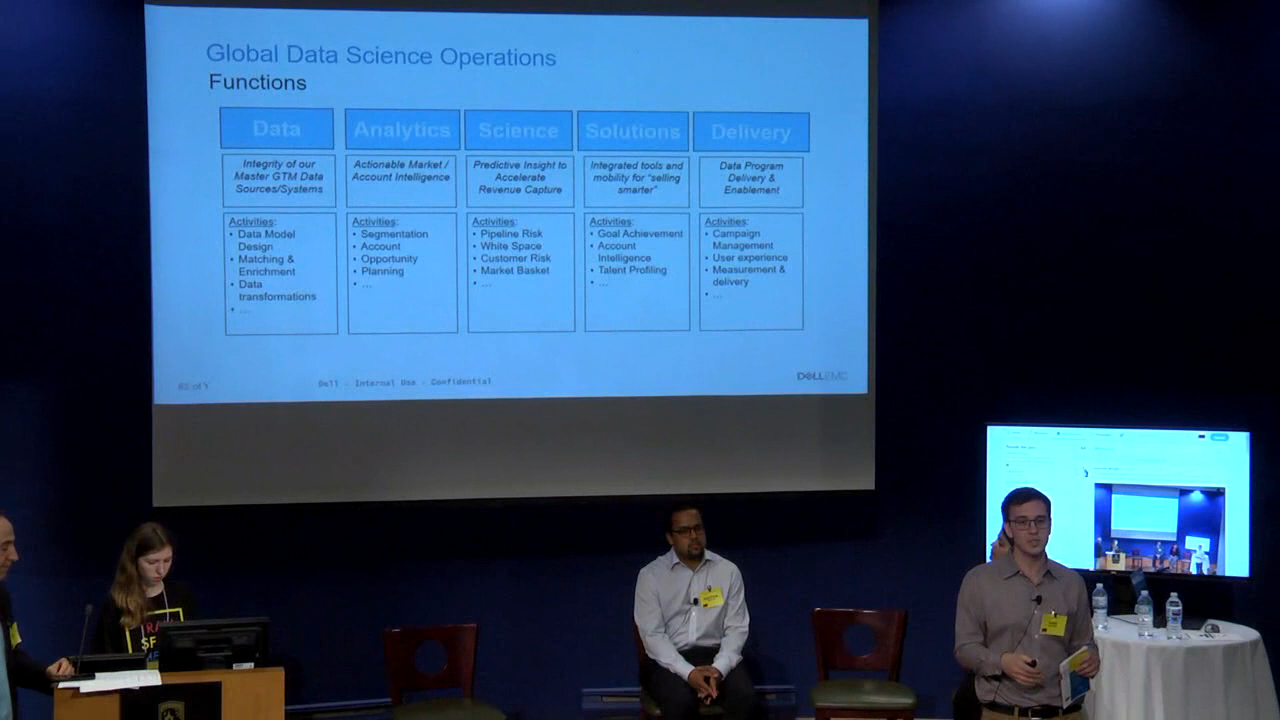 Global Data Science Operations
Functions
Data
Integrity of our
Master GTM Data
Sources/Systems
Activities:
• Data Model
Design
• Matching &
Enrichment
• Data
transformations
• ...
Analytics
Actionable Market /
Account Intelligence
Activities:
• Segmentation
• Account
• Opportunity
• Planning
• ...
Science
Predictive Insight to
Accelerate
Revenue Capture
Activities:
• Pipeline Risk
• White Space
• Customer Risk
• Market Basket
• ...
Solutions
Integrated tools and
mobility for "selling
smarter"
Activities:
• Goal Achievement
• Account
Intelligence
• Talent Profiling
• ...
Delivery
Data Program
Delivery &
Enablement
Activities:
• Campaign
Management
• User experience
• Measurement &
delivery
• ...
Dell - Internal Use - Confidential
DELLEMC